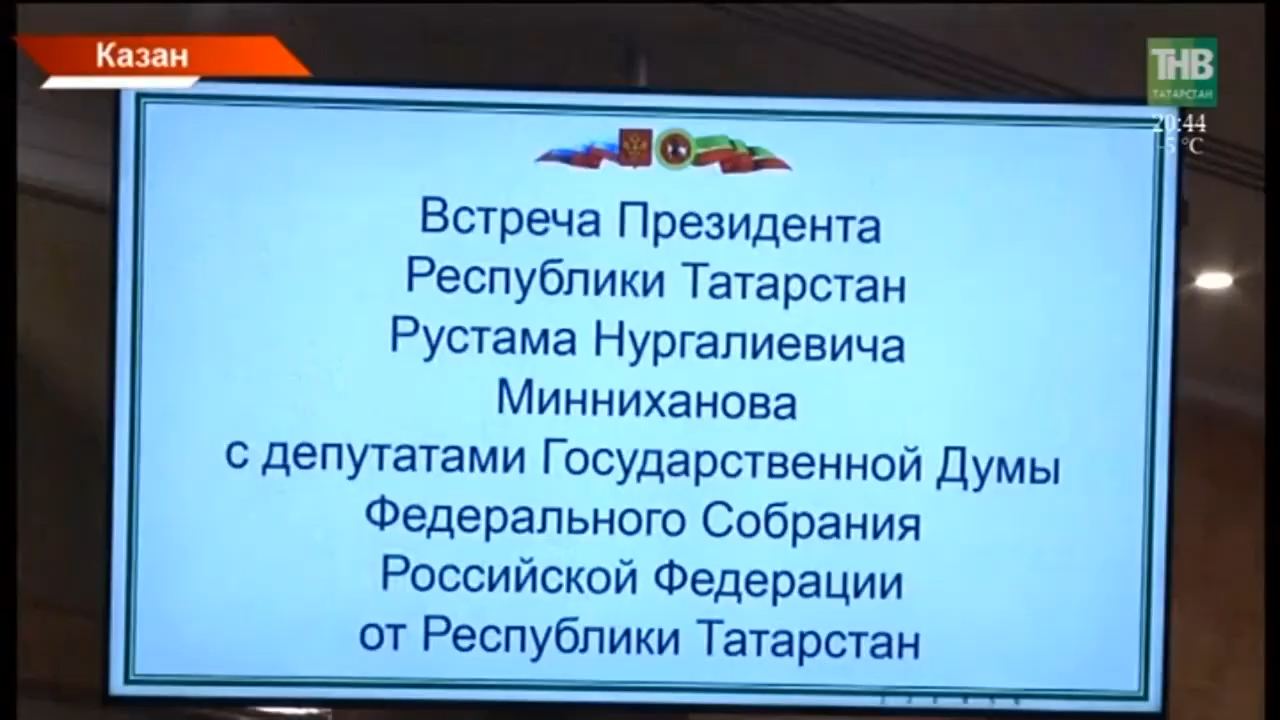 Казан
ТНВ
ТАТАРСТАН
20:44
-5 °C
Встреча Президента
Республики Татарстан
Рустама Нургалиевича
Минниханова
с депутатами Государственной Думы
Федерального Собрания
Российской Федерации
от Республики Татарстан